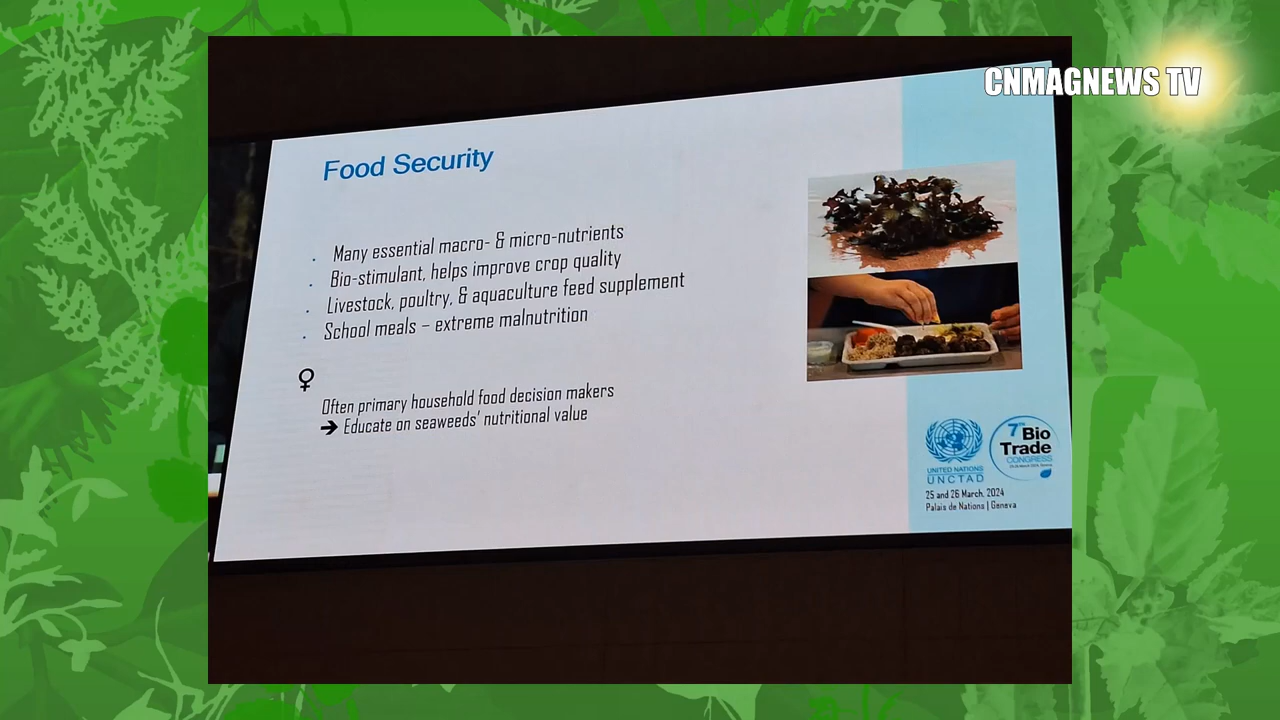 CNMAGNEWS TV
Food Security
Many essential macro- & micro-nutrients
Bio-stimulant, helps improve crop quality
Livestock, poultry, & aquaculture feed supplement
School meals – extreme malnutrition
♀
Often primary household food decision makers
➔ Educate on seaweeds' nutritional value
UNITED NATIONS
UNCTAD
7TH Bio
Trade
CONGRESS
25 and 26 March, 2024
Palais de Nations | Geneva